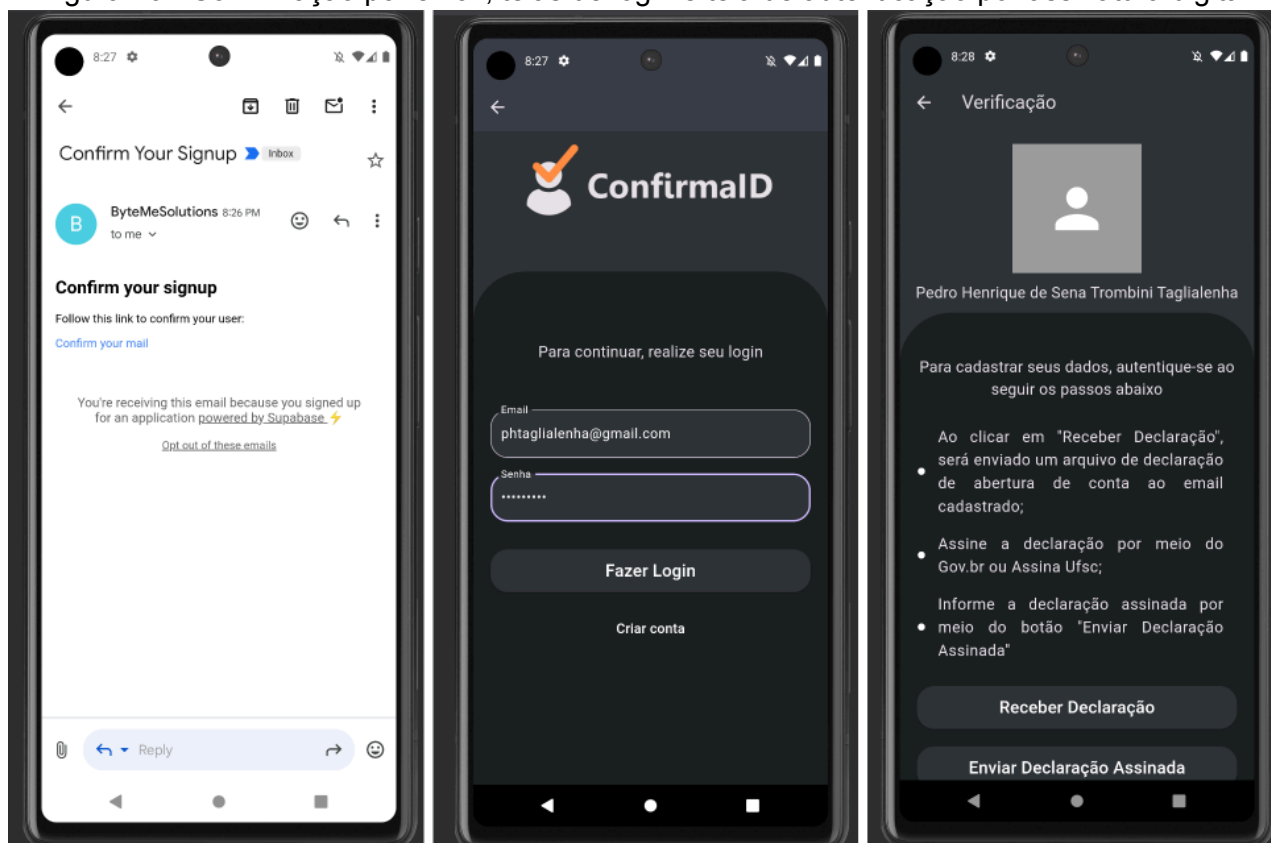 8:27
Confirm Your Signup
Inbox
B
ByteMeSolutions 8:26 PM
to me
Confirm your signup
Follow this link to confirm your user:
Confirm your mail
You're receiving this email because you signed up
for an application powered by Supabase ⚡
Opt out of these emails
Reply
8:27
ConfirmaID
Para continuar, realize seu login
Email
phtaglialenha@gmail.com
Senha
•••••••••
Fazer Login
Criar conta
8:28
Verificação
Pedro Henrique de Sena Trombini Taglialenha
Para cadastrar seus dados, autentique-se ao
seguir os passos abaixo
Ao clicar em "Receber Declaração",
será enviado um arquivo de declaração
de abertura de conta ao email
cadastrado;
Assine a declaração por meio do
Gov.br ou Assina Ufsc;
Informe a declaração assinada por
meio do botão "Enviar Declaração
Assinada"
Receber Declaração
Enviar Declaração Assinada